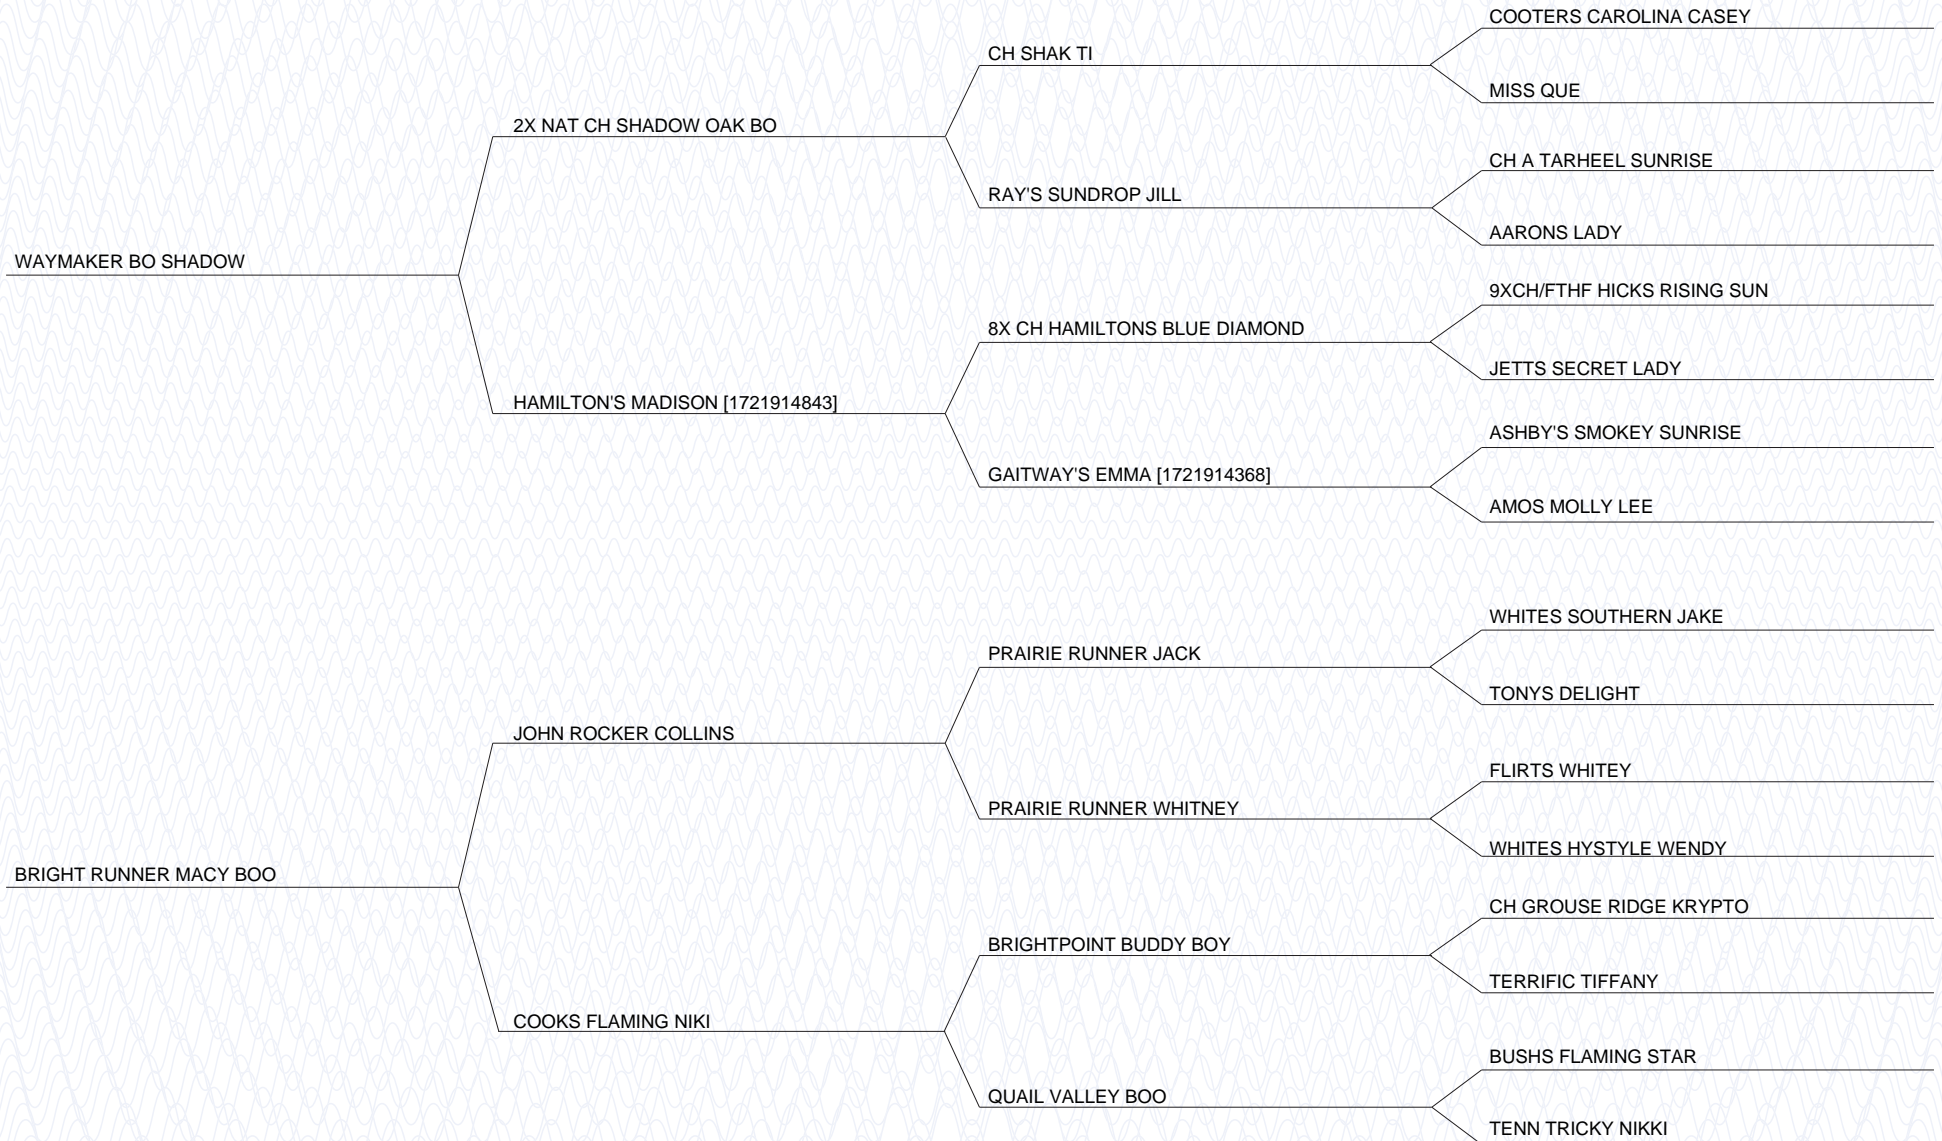 COOTERS CAROLINA CASEY
CH SHAK TI
MISS QUE
2X NAT CH SHADOW OAK BO
CH A TARHEEL SUNRISE
RAY'S SUNDROP JILL
AARONS LADY
WAYMAKER BO SHADOW
9XCH/FTHF HICKS RISING SUN
8X CH HAMILTONS BLUE DIAMOND
JETTS SECRET LADY
HAMILTON'S MADISON [1721914843]
ASHBY'S SMOKEY SUNRISE
GAITWAY'S EMMA [1721914368]
AMOS MOLLY LEE
WHITES SOUTHERN JAKE
PRAIRIE RUNNER JACK
TONYS DELIGHT
JOHN ROCKER COLLINS
FLIRTS WHITEY
PRAIRIE RUNNER WHITNEY
WHITES HYSTYLE WENDY
BRIGHT RUNNER MACY BOO
CH GROUSE RIDGE KRYPTO
BRIGHTPOINT BUDDY BOY
TERRIFIC TIFFANY
COOKS FLAMING NIKI
BUSHS FLAMING STAR
QUAIL VALLEY BOO
TENN TRICKY NIKKI